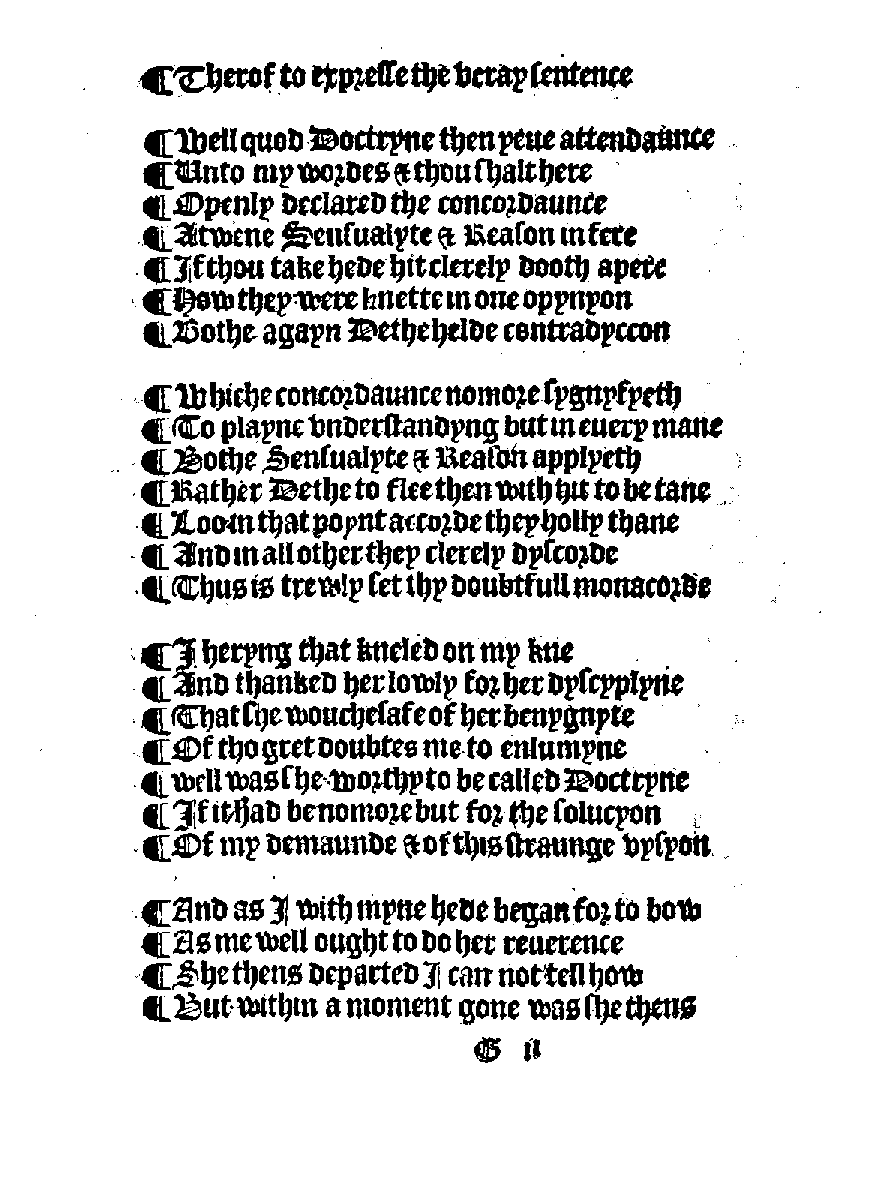 ¶ Therof to expresse the veray sentence
¶ Well quod Doctryne then yeue attendaunce
¶ Unto my wordes & thou shalt here
¶ Openly declared the concordaunce
¶ Atwene Sensualyte & Reason in fere
¶ If thou take hede hit clerely dooth apere
¶ How they were knette in one opynyon
¶ Bothe agayn Dethe helde contradyccon
¶ Whiche concordaunce nomore sygnyfyeth
¶ To playne vnderstandyng but in euery mane
¶ Bothe Sensualyte & Reason applyeth
¶ Rather Dethe to flee then with hit to be tane
¶ Loo in that poynt accorde they holly thane
¶ And in all other they clerely dyscorde
¶ Thus is trewly set thy doubtfull monacorde
¶ I heryng that kneled on my kne
¶ And thanked her lowly for her dyscyplyne
¶ That she wouchesafe of her benygnyte
¶ Of tho gret doubtes me to enlumyne
¶ well was she worthy to be called Doctryne
¶ If it had be nomore but for the solucyon
¶ Of my demaunde & of this straunge vysyon
¶ And as I with myne hede began for to bow
¶ As me well ought to do her reuerence
¶ She thens departed I can not tell how
¶ But within a moment gone was she thens
G ii